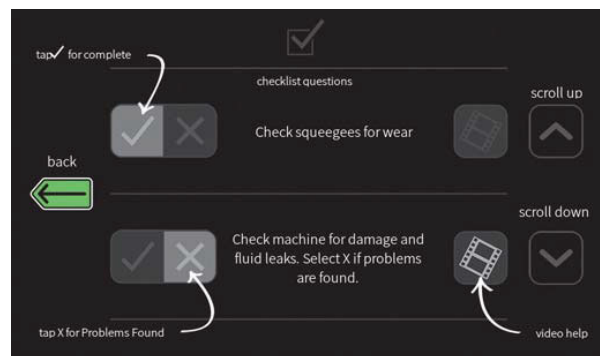 tap✓ for complete
checklist questions
scroll up
Check squeegees for wear
back
scroll down
Check machine for damage and
fluid leaks. Select X if problems
are found.
tap X for Problems Found
video help